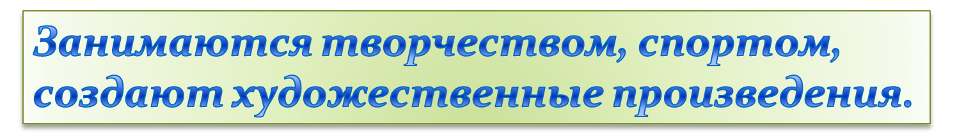 Занимаются творчеством, спортом,
создают художественные произведения.